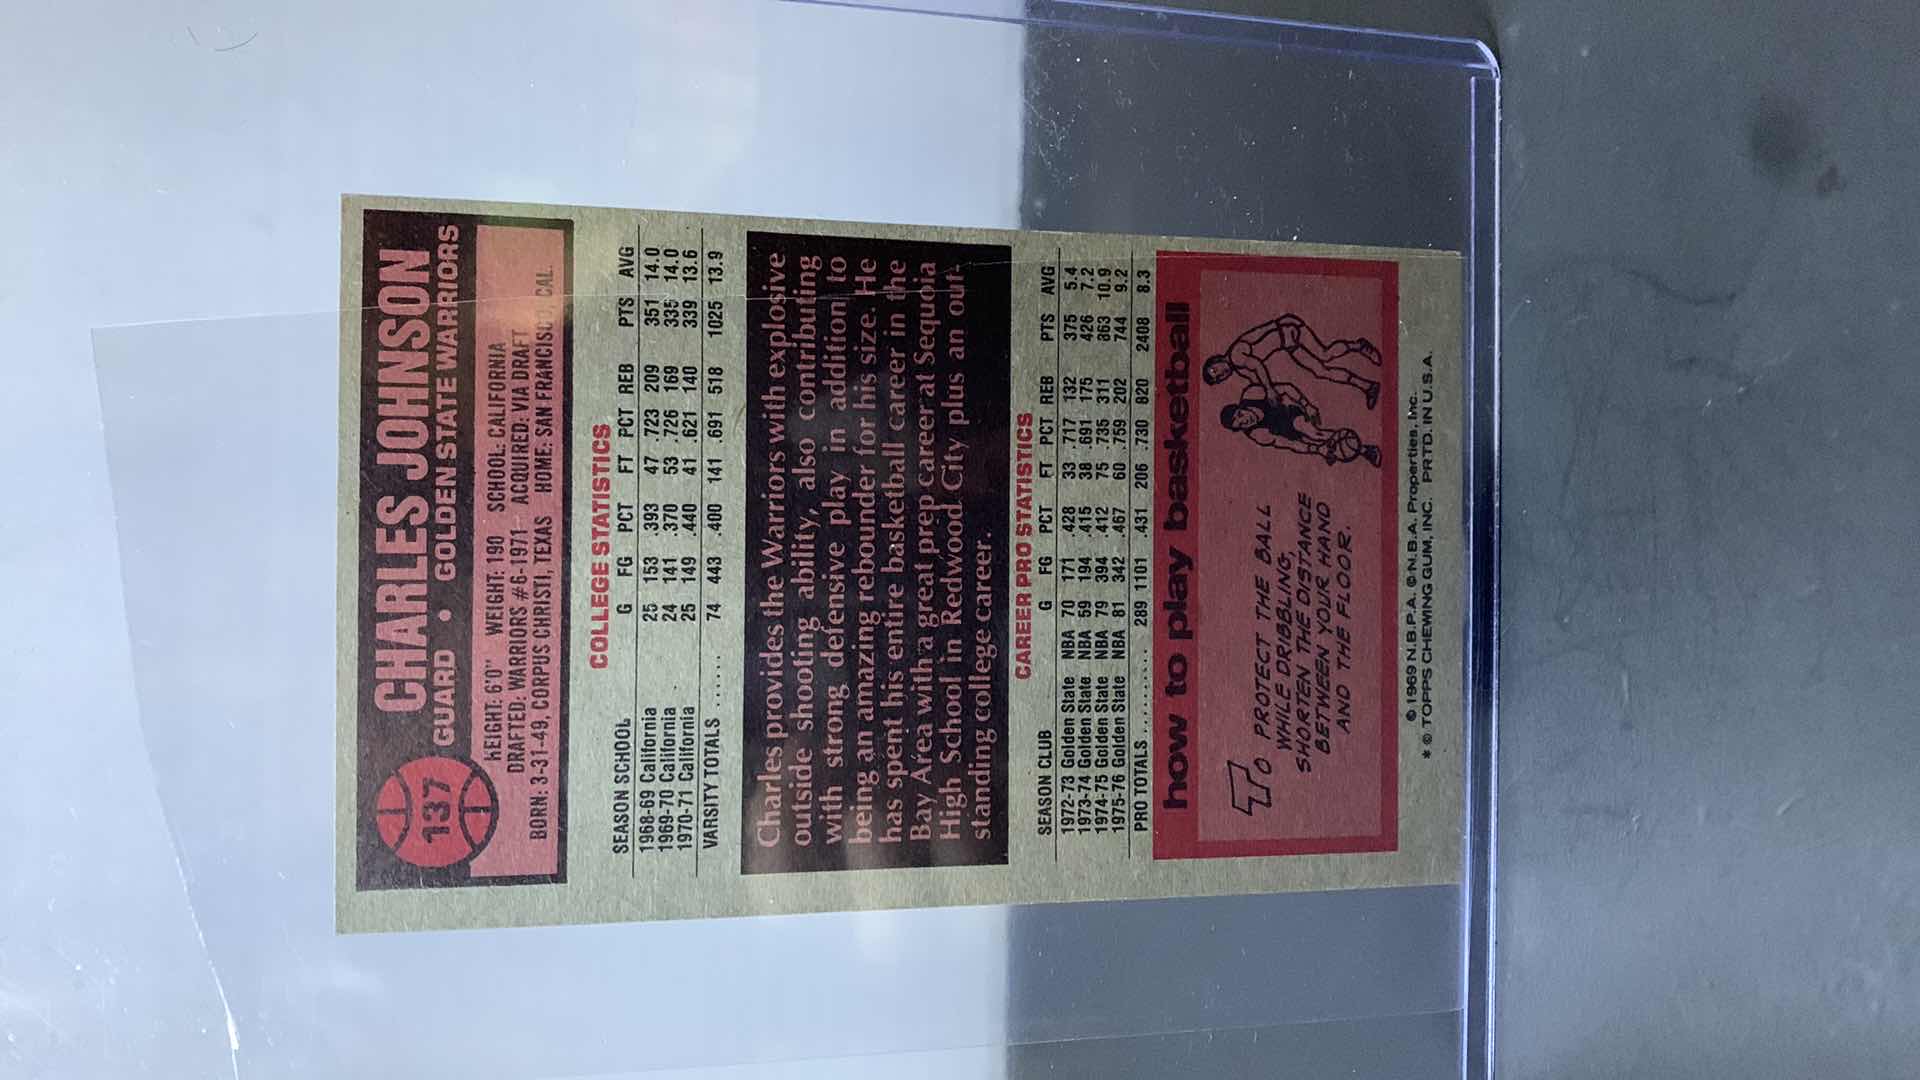 137
CHARLES JOHNSON
GUARD • GOLDEN STATE WARRIORS
HEIGHT: 6'0" WEIGHT: 190 SCHOOL: CALIFORNIA
DRAFTED: WARRIORS #6-1971 ACQUIRED: VIA DRAFT
BORN: 3-31-49, CORPUS CHRISTI, TEXAS HOME: SAN FRANCISCO, CAL.
COLLEGE STATISTICS
SEASON SCHOOL G FG PCT FT PCT REB PTS AVG
1968-69 California 25 153 .393 47 .723 209 351 14.0
1969-70 California 24 141 .370 53 .726 169 335 14.0
1970-71 California 25 149 .440 41 .621 140 339 13.6
VARSITY TOTALS ...... 74 443 .400 141 .691 518 1025 13.9
Charles provides the Warriors with explosive
outside shooting ability, also contributing
with strong defensive play in addition to
being an amazing rebounder for his size. He
has spent his entire basketball career in the
Bay Area with a great prep career at Sequoia
High School in Redwood City plus an out-
standing college career.
CAREER PRO STATISTICS
SEASON CLUB G FG PCT FT PCT REB PTS AVG
1972-73 Golden State NBA 70 171 .428 33 .717 132 375 5.4
1973-74 Golden State NBA 59 194 .415 38 .691 175 426 7.2
1974-75 Golden State NBA 79 394 .412 75 .735 311 863 10.9
1975-76 Golden State NBA 81 342 .467 60 .759 202 744 9.2
PRO TOTALS ......... 289 1101 .431 206 .730 820 2408 8.3
how to play basketball
TO PROTECT THE BALL
WHILE DRIBBLING,
SHORTEN THE DISTANCE
BETWEEN YOUR HAND
AND THE FLOOR.
© 1969 N.B.P.A. © N.B.A. Properties, Inc.
* © TOPPS CHEWING GUM, INC. PRTD. IN U.S.A.